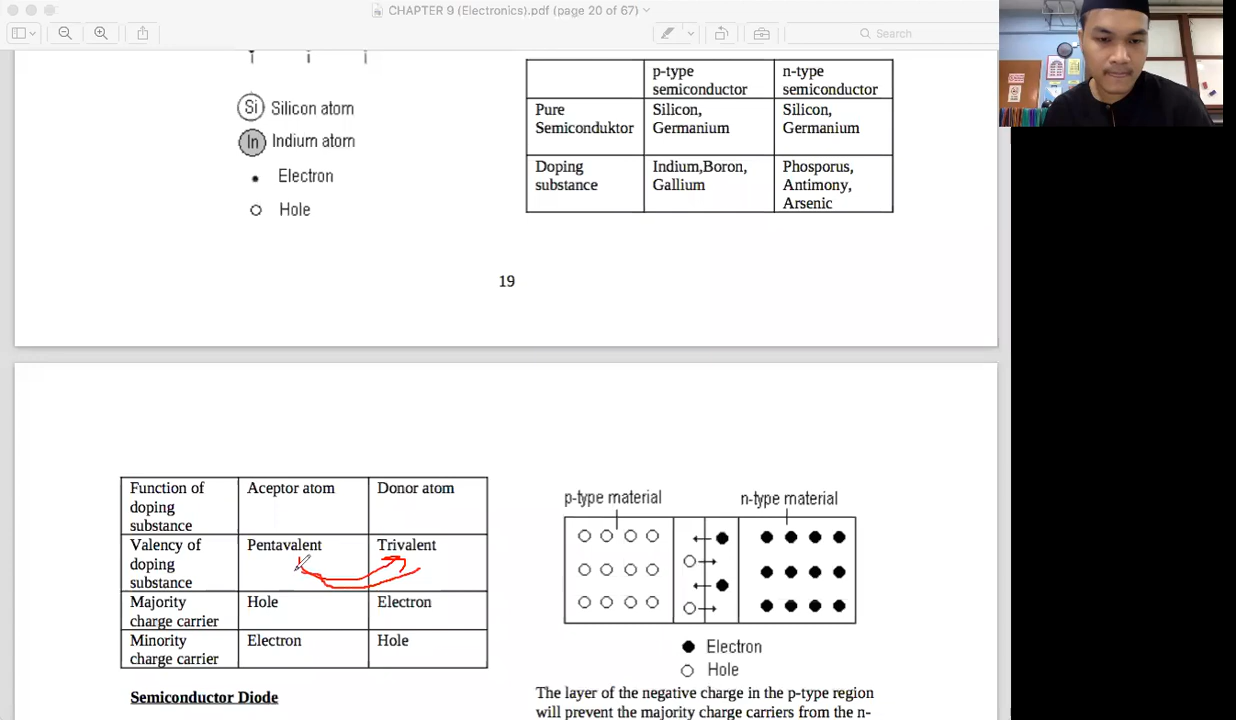 CHAPTER 9 (Electronics).pdf (page 20 of 67)
Search
Si Silicon atom
In Indium atom
Electron
Hole
p-type semiconductor n-type semiconductor
Pure Semiconduktor Silicon, Germanium Silicon, Germanium
Doping substance Indium,Boron, Gallium Phosporus, Antimony, Arsenic
19
Function of doping substance Aceptor atom Donor atom
Valency of doping substance Pentavalent Trivalent
Majority charge carrier Hole Electron
Minority charge carrier Electron Hole
Semiconductor Diode
p-type material n-type material
Electron
Hole
The layer of the negative charge in the p-type region
will prevent the majority charge carriers from the n-